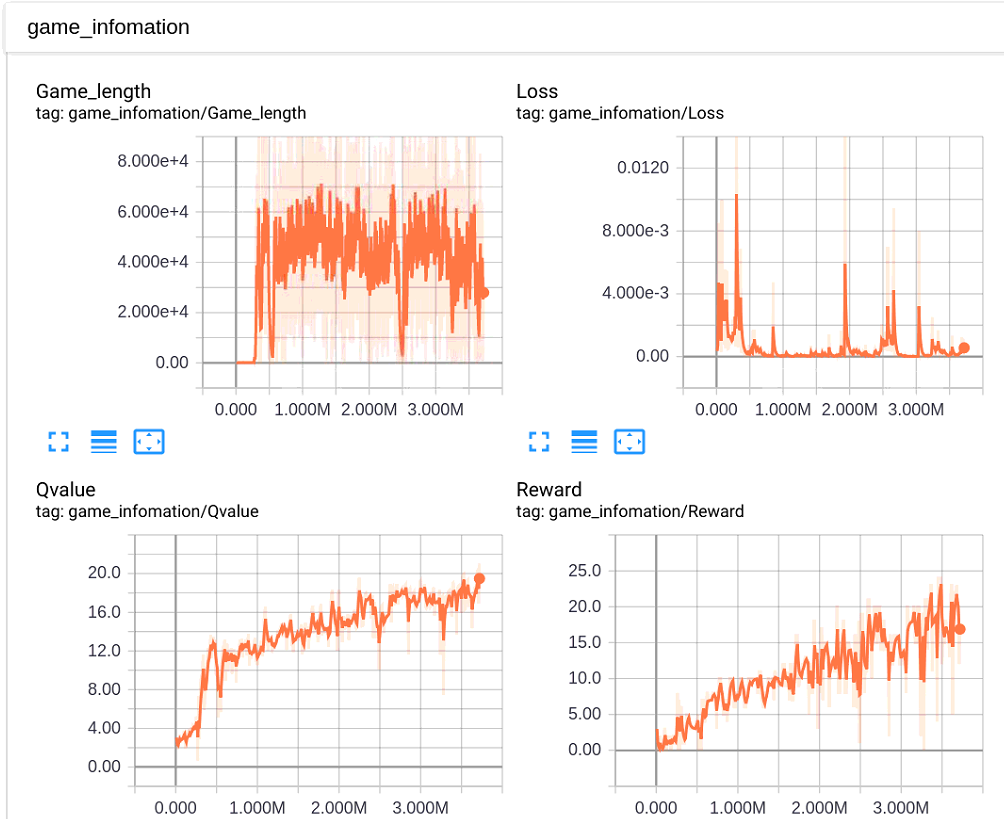 game_infomation
Game_length
tag: game_infomation/Game_length
8.000e+4
6.000e+4
4.000e+4
2.000e+4
0.00
0.000 1.000M 2.000M 3.000M
Loss
tag: game_infomation/Loss
0.0120
8.000e-3
4.000e-3
0.00
0.000 1.000M 2.000M 3.000M
Qvalue
tag: game_infomation/Qvalue
20.0
16.0
12.0
8.00
4.00
0.00
0.000 1.000M 2.000M 3.000M
Reward
tag: game_infomation/Reward
25.0
20.0
15.0
10.0
5.00
0.00
0.000 1.000M 2.000M 3.000M